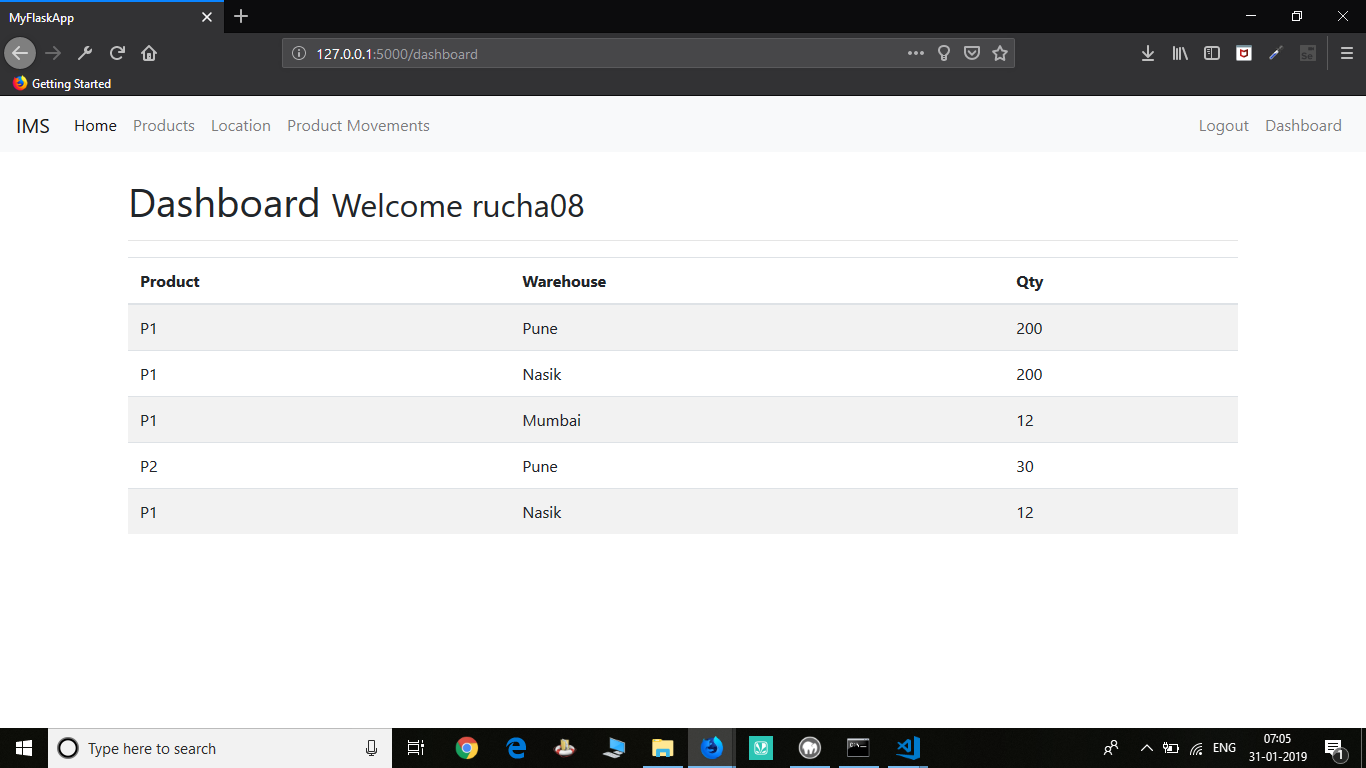 MyFlaskApp
127.0.0.1:5000/dashboard
Getting Started
IMS Home Products Location Product Movements Logout Dashboard
Dashboard Welcome rucha08
Product Warehouse Qty
P1 Pune 200
P1 Nasik 200
P1 Mumbai 12
P2 Pune 30
P1 Nasik 12
Type here to search
ENG
07:05
31-01-2019
1